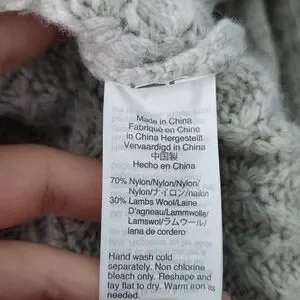 Made in China
Fabriqué en Chine
In China Hergestellt
Vervaardigd in China
中国製
Hecho en China
70% Nylon/Nylon/Nylon/
Nylon/ナイロン/nailon
30% Lambs Wool/Laine
D'agneau/Lammwolle/
Lamswol/ラムウール/
lana de cordero
Hand wash cold
separately. Non chlorine
bleach only. Reshape and
lay flat to dry. Warm iron as
needed.